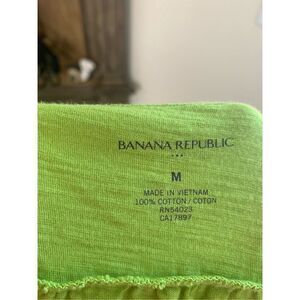 BANANA REPUBLIC
M
MADE IN VIETNAM
100% COTTON / COTON
RN54023
CA17897